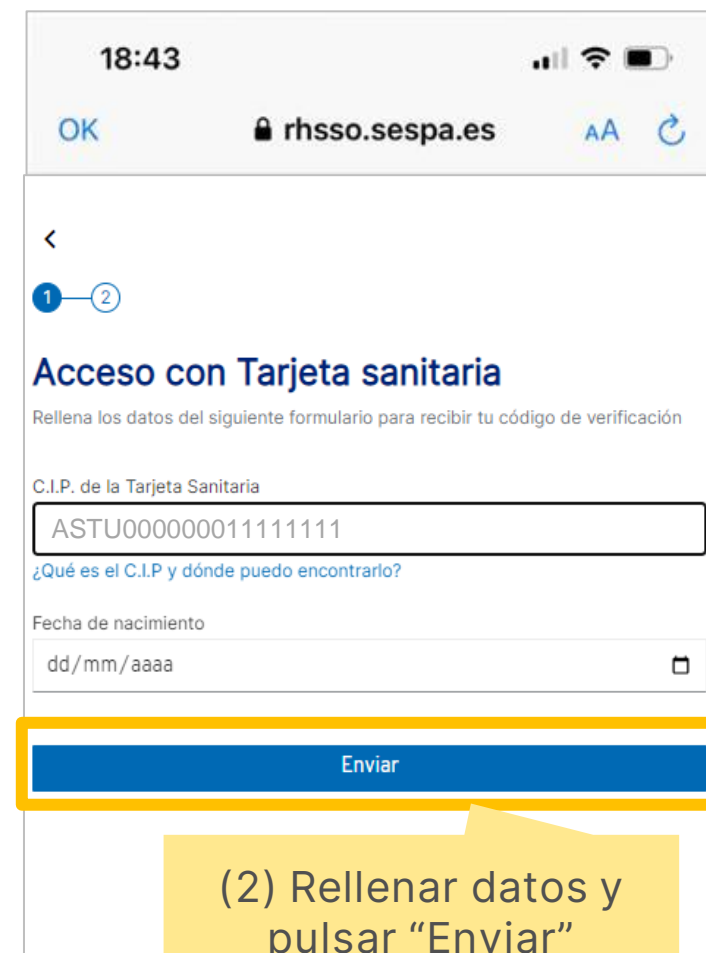 18:43
OK rhsso.sespa.es AA
1 2
Acceso con Tarjeta sanitaria
Rellena los datos del siguiente formulario para recibir tu código de verificación
C.I.P. de la Tarjeta Sanitaria
ASTU000000011111111
¿Qué es el C.I.P y dónde puedo encontrarlo?
Fecha de nacimiento
dd/mm/aaaa
Enviar
(2) Rellenar datos y
pulsar “Enviar”